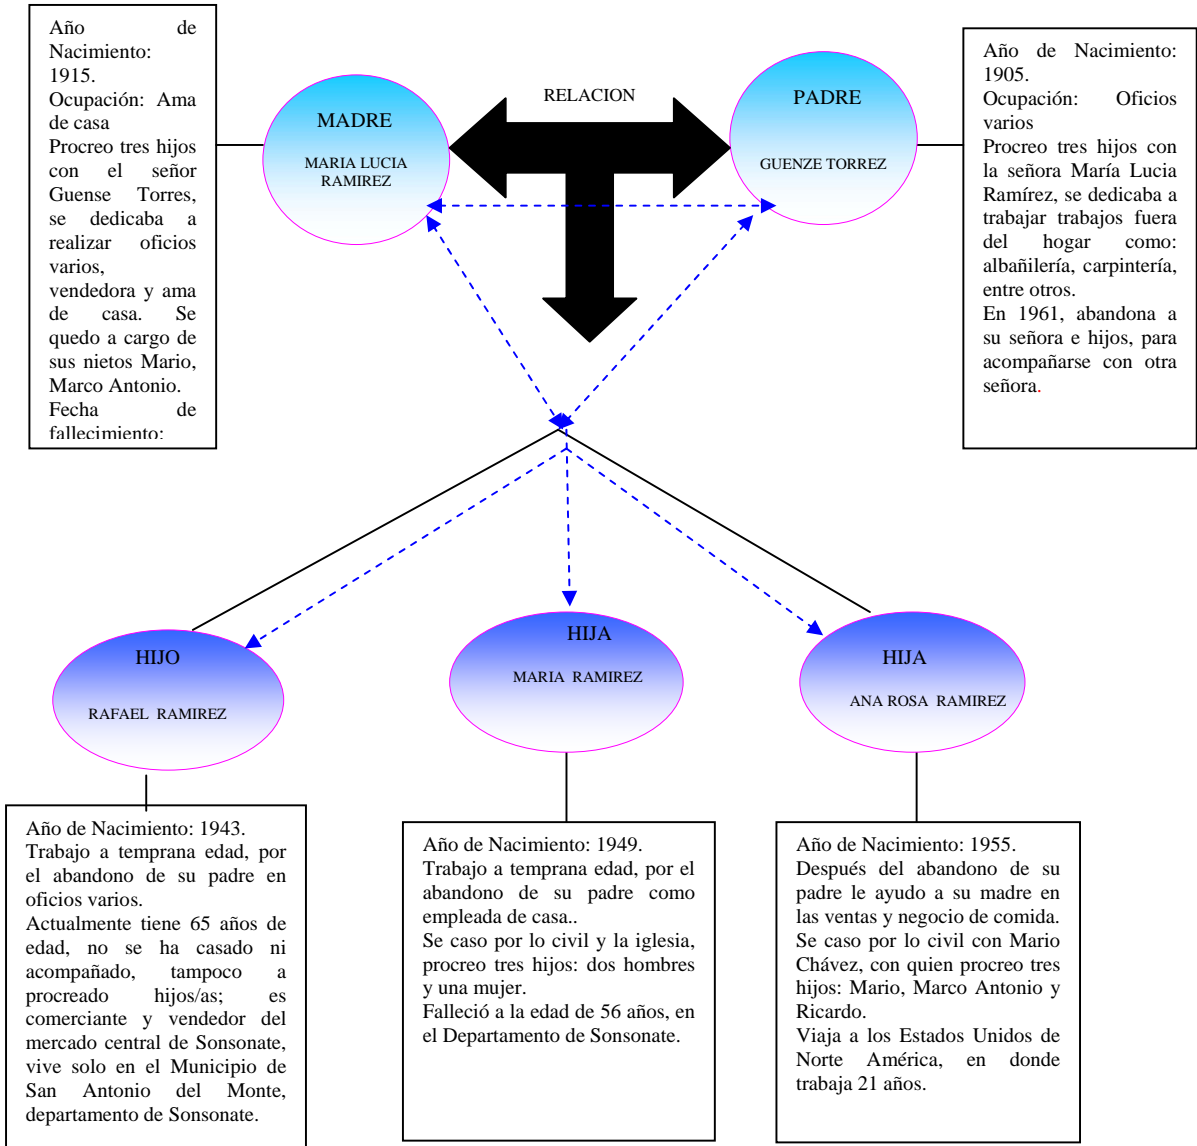 Año de
Nacimiento:
1915.
Ocupación: Ama
de casa
Procreo tres hijos
con el señor
Guense Torres,
se dedicaba a
realizar oficios
varios,
vendedora y ama
de casa. Se
quedo a cargo de
sus nietos Mario,
Marco Antonio.
Fecha de
fallecimiento:
MADRE
MARIA LUCIA
RAMIREZ
RELACION
PADRE
GUENZE TORREZ
Año de Nacimiento:
1905.
Ocupación: Oficios
varios
Procreo tres hijos con
la señora María Lucia
Ramírez, se dedicaba a
trabajar trabajos fuera
del hogar como:
albañilería, carpintería,
entre otros.
En 1961, abandona a
su señora e hijos, para
acompañarse con otra
señora.
HIJO
RAFAEL RAMIREZ
HIJA
MARIA RAMIREZ
HIJA
ANA ROSA RAMIREZ
Año de Nacimiento: 1943.
Trabajo a temprana edad, por
el abandono de su padre en
oficios varios.
Actualmente tiene 65 años de
edad, no se ha casado ni
acompañado, tampoco a
procreado hijos/as; es
comerciante y vendedor del
mercado central de Sonsonate,
vive solo en el Municipio de
San Antonio del Monte,
departamento de Sonsonate.
Año de Nacimiento: 1949.
Trabajo a temprana edad, por el
abandono de su padre como
empleada de casa..
Se caso por lo civil y la iglesia,
procreo tres hijos: dos hombres
y una mujer.
Falleció a la edad de 56 años, en
el Departamento de Sonsonate.
Año de Nacimiento: 1955.
Después del abandono de su
padre le ayudo a su madre en
las ventas y negocio de comida.
Se caso por lo civil con Mario
Chávez, con quien procreo tres
hijos: Mario, Marco Antonio y
Ricardo.
Viaja a los Estados Unidos de
Norte América, en donde
trabaja 21 años.